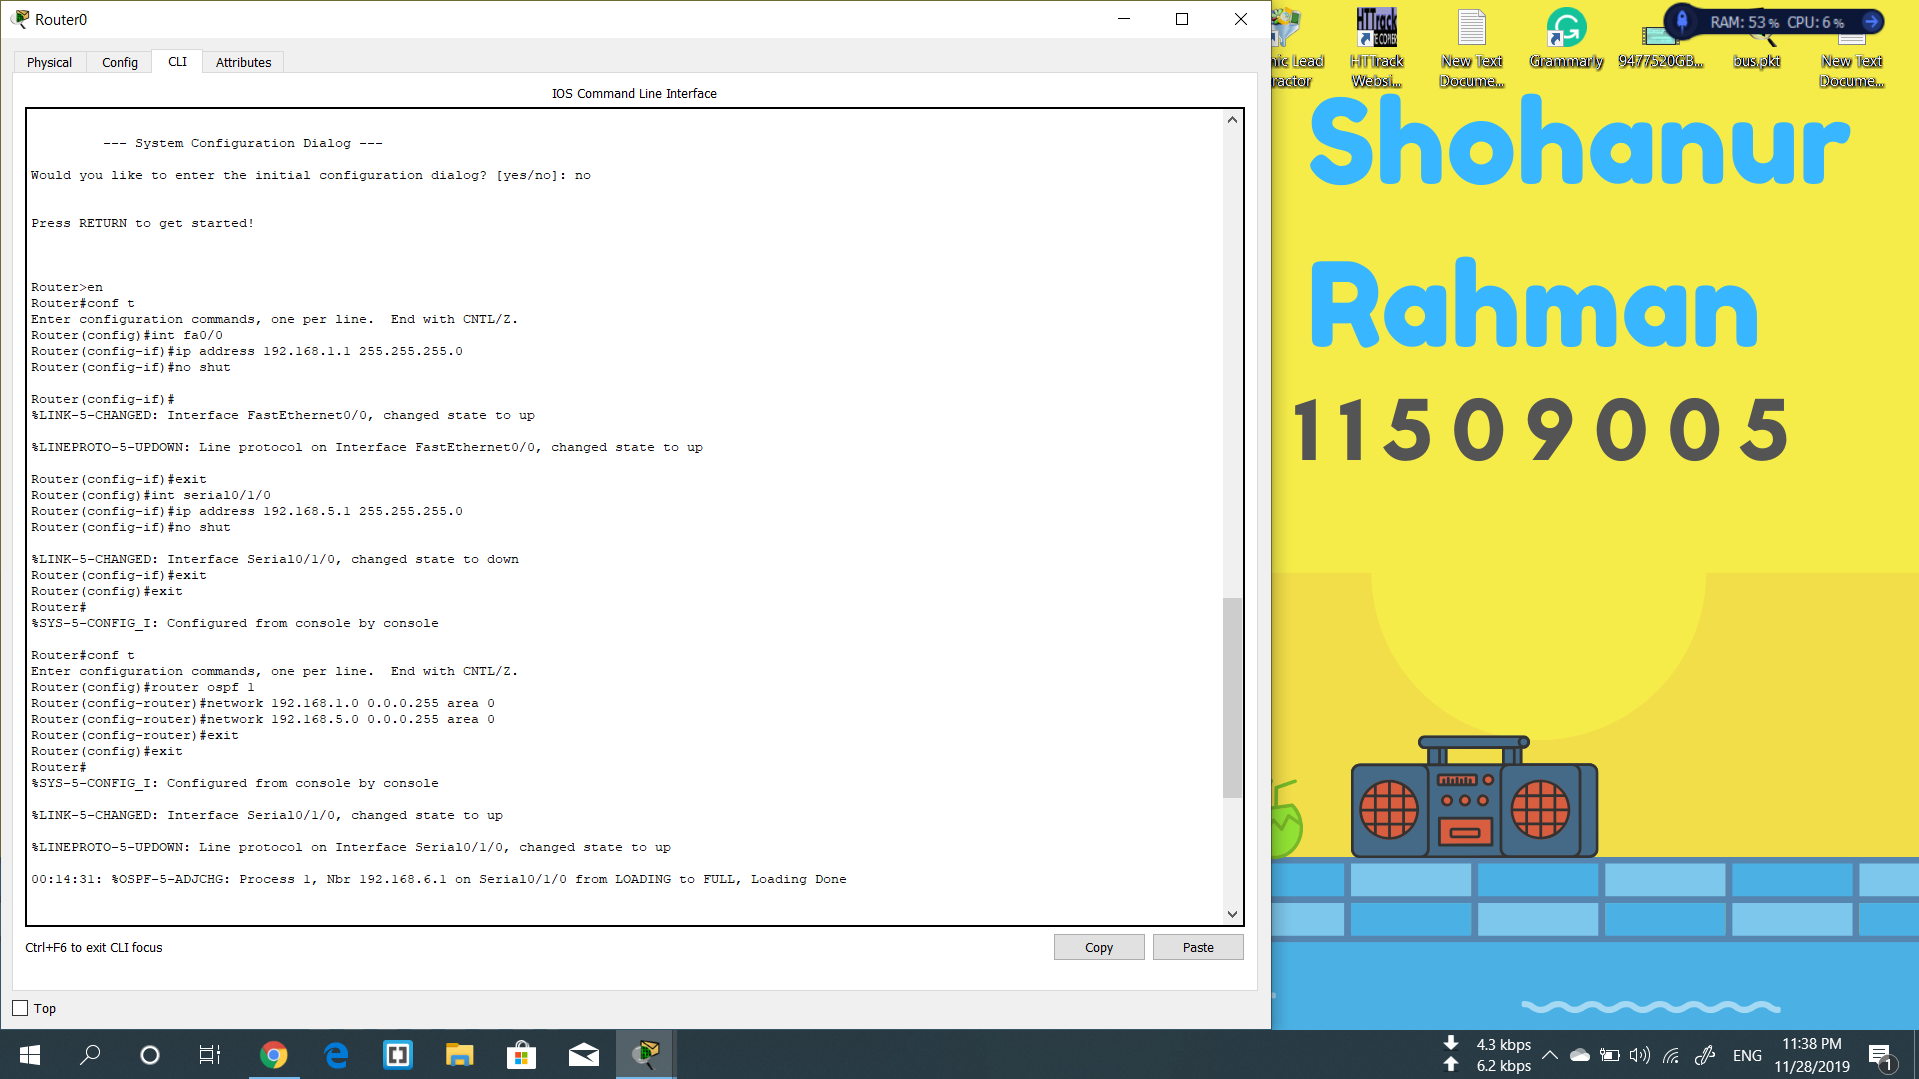 Router0
Physical
Config
CLI
Attributes
IOS Command Line Interface
--- System Configuration Dialog ---
Would you like to enter the initial configuration dialog? [yes/no]: no
Press RETURN to get started!
Router>en
Router#conf t
Enter configuration commands, one per line.  End with CNTL/Z.
Router(config)#int fa0/0
Router(config-if)#ip address 192.168.1.1 255.255.255.0
Router(config-if)#no shut
Router(config-if)#
%LINK-5-CHANGED: Interface FastEthernet0/0, changed state to up
%LINEPROTO-5-UPDOWN: Line protocol on Interface FastEthernet0/0, changed state to up
Router(config-if)#exit
Router(config)#int serial0/1/0
Router(config-if)#ip address 192.168.5.1 255.255.255.0
Router(config-if)#no shut
%LINK-5-CHANGED: Interface Serial0/1/0, changed state to down
Router(config-if)#exit
Router(config)#exit
Router#
%SYS-5-CONFIG_I: Configured from console by console
Router#conf t
Enter configuration commands, one per line.  End with CNTL/Z.
Router(config)#router ospf 1
Router(config-router)#network 192.168.1.0 0.0.0.255 area 0
Router(config-router)#network 192.168.5.0 0.0.0.255 area 0
Router(config-router)#exit
Router(config)#exit
Router#
%SYS-5-CONFIG_I: Configured from console by console
%LINK-5-CHANGED: Interface Serial0/1/0, changed state to up
%LINEPROTO-5-UPDOWN: Line protocol on Interface Serial0/1/0, changed state to up
00:14:31: %OSPF-5-ADJCHG: Process 1, Nbr 192.168.6.1 on Serial0/1/0 from LOADING to FULL, Loading Done
Ctrl+F6 to exit CLI focus
Copy
Paste
Top
RAM: 53 % CPU: 6 %
Lead
HTTrack
Websi...
New Text
Docume...
Grammarly
9477520GB...
bus.pkt
New Text
Docume...
Shohanur
Rahman
11509005
4.3 kbps
6.2 kbps
ENG
11:38 PM
11/28/2019
1